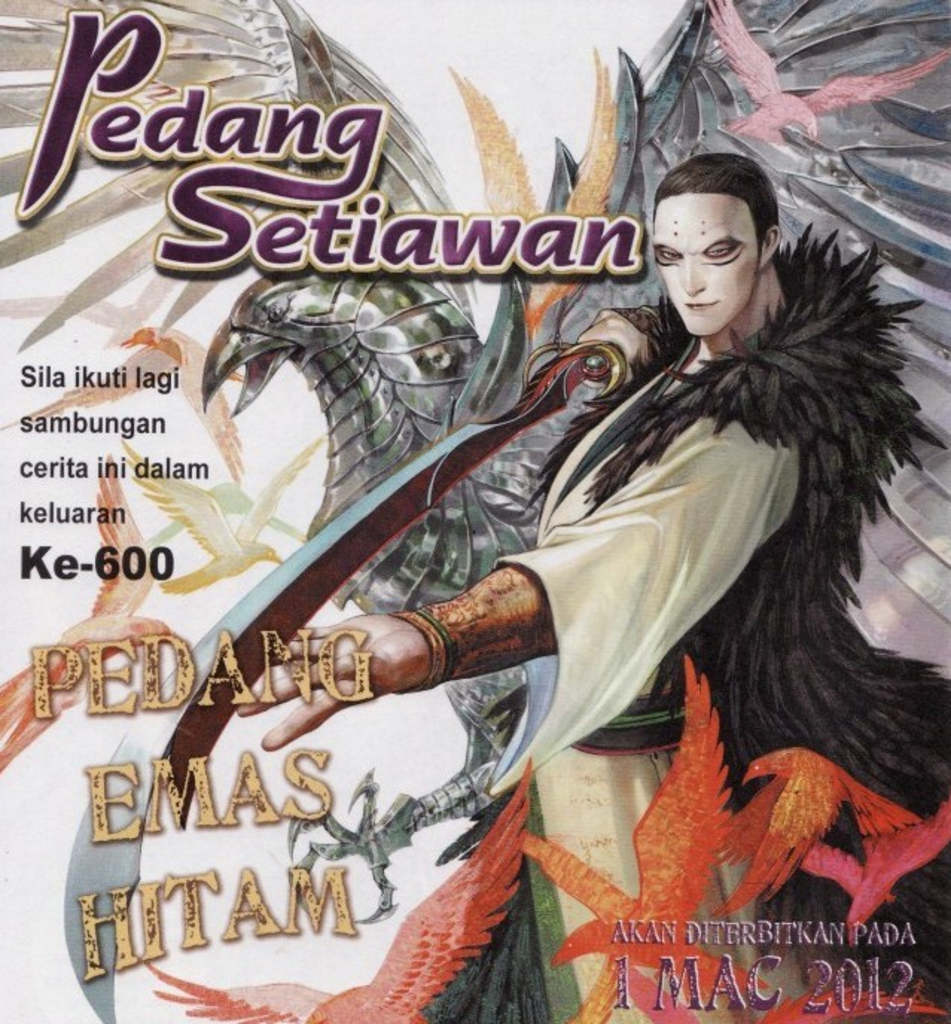 Pedang
Setiawan
Sila ikuti lagi
sambungan
cerita ini dalam
keluaran
Ke-600
PEDANG
EMAS
HITAM
AKAN DITERBITKAN PADA
1 MAC 2012